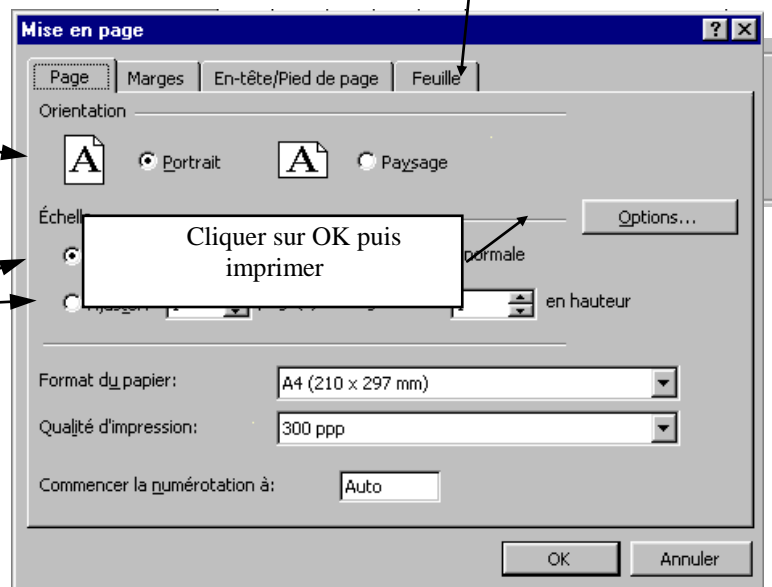 Mise en page
Page Marges En-tête/Pied de page Feuille
Orientation
A Portrait A Paysage
Échelle Options...
Cliquer sur OK puis
imprimer
normale
en hauteur
Format du papier: A4 (210 x 297 mm)
Qualité d'impression: 300 ppp
Commencer la numérotation à: Auto
OK Annuler